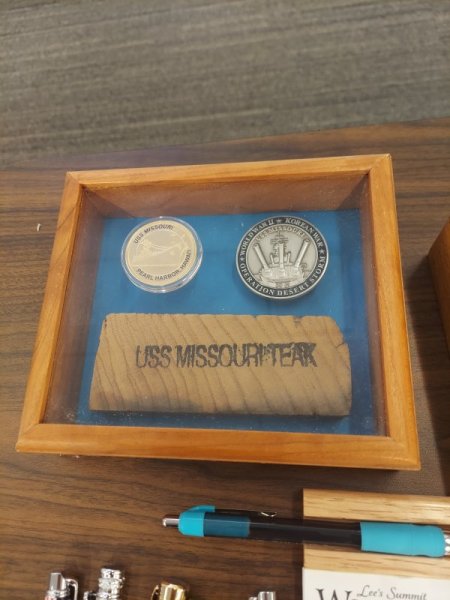 USS MISSOURI
PEARL HARBOR, HAWAII
WORLD WAR II ★ KOREAN WAR
OPERATION DESERT STORM
USS MISSOURI TEAK
Lee's Summit